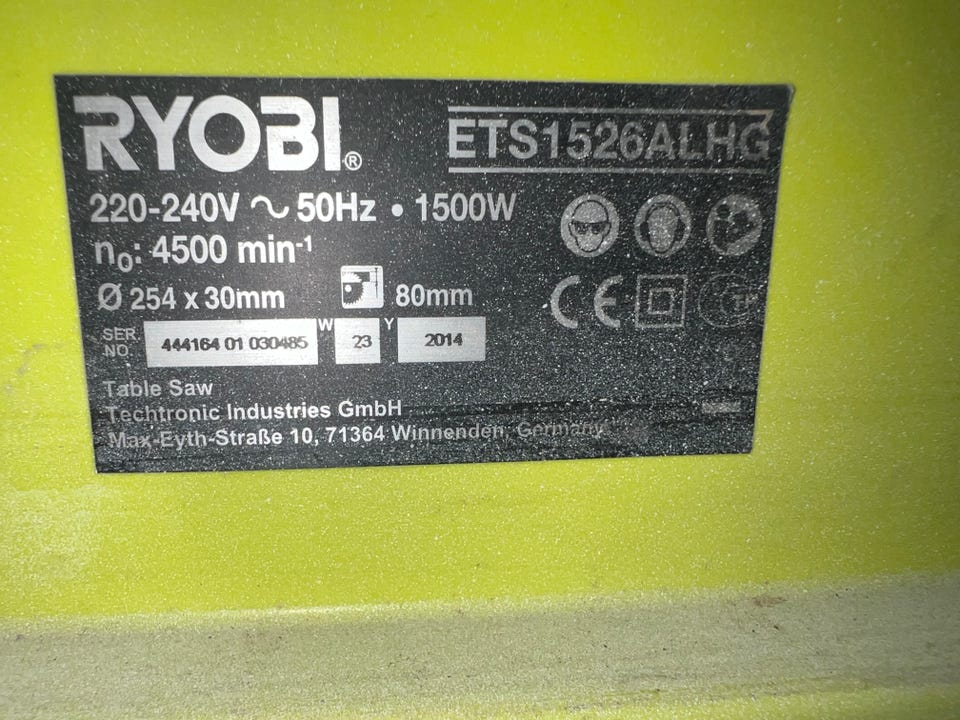 RYOBI®
ETS1526ALHG
220-240V ~ 50Hz • 1500W
n₀: 4500 min⁻¹
Ø 254 x 30mm 80mm
CE
SER. NO. 444164 01 030485 W 23 Y 2014
Table Saw
Techtronic Industries GmbH
Max-Eyth-Straße 10, 71364 Winnenden, Germany